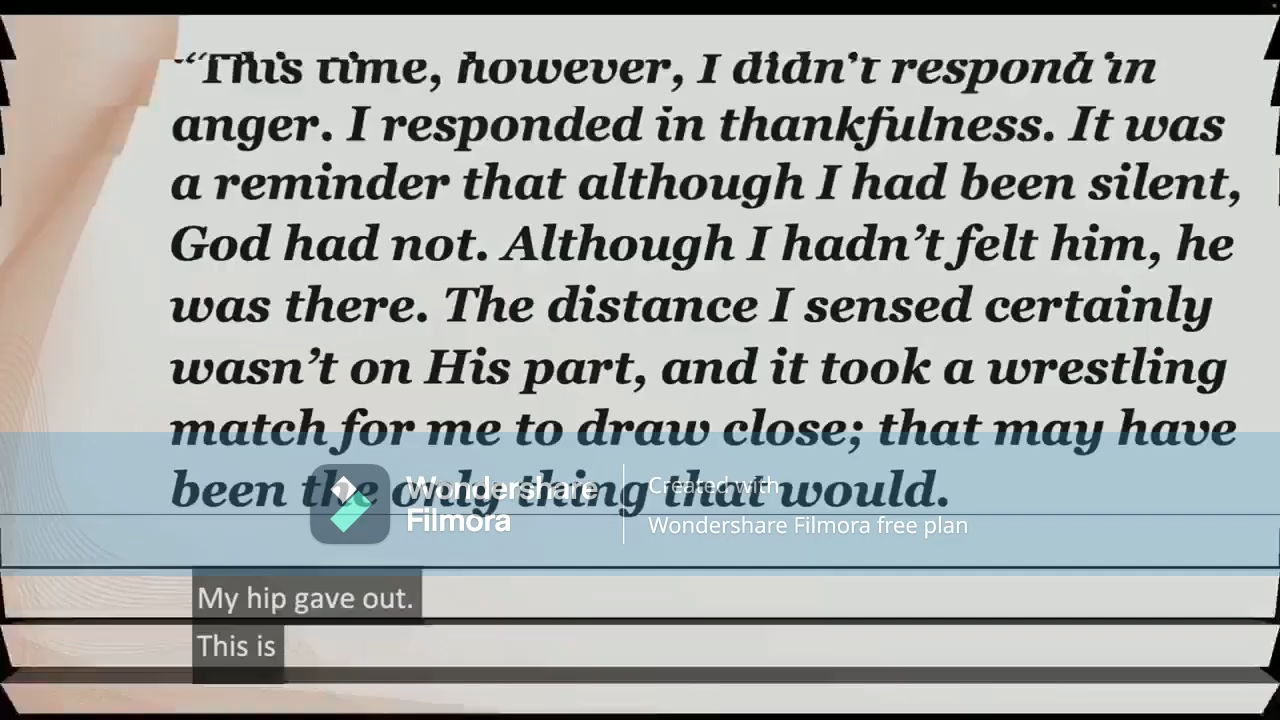 “This time, however, I didn’t respond in
anger. I responded in thankfulness. It was
a reminder that although I had been silent,
God had not. Although I hadn’t felt him, he
was there. The distance I sensed certainly
wasn’t on His part, and it took a wrestling
match for me to draw close; that may have
been the only thing that would.
Wondershare
Filmora
Created with
Wondershare Filmora free plan
My hip gave out.
This is